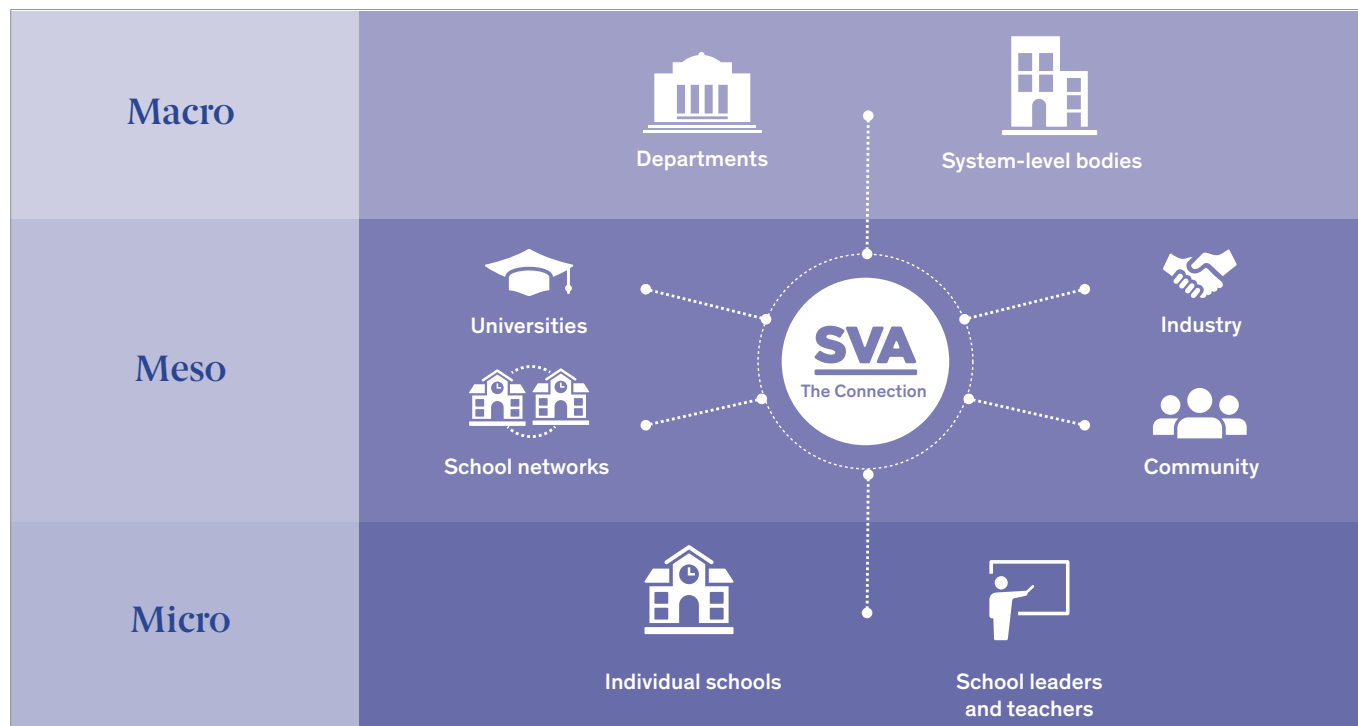 Macro
Departments
System-level bodies
Meso
Universities
Industry
SVA
The Connection
School networks
Community
Micro
Individual schools
School leaders
and teachers